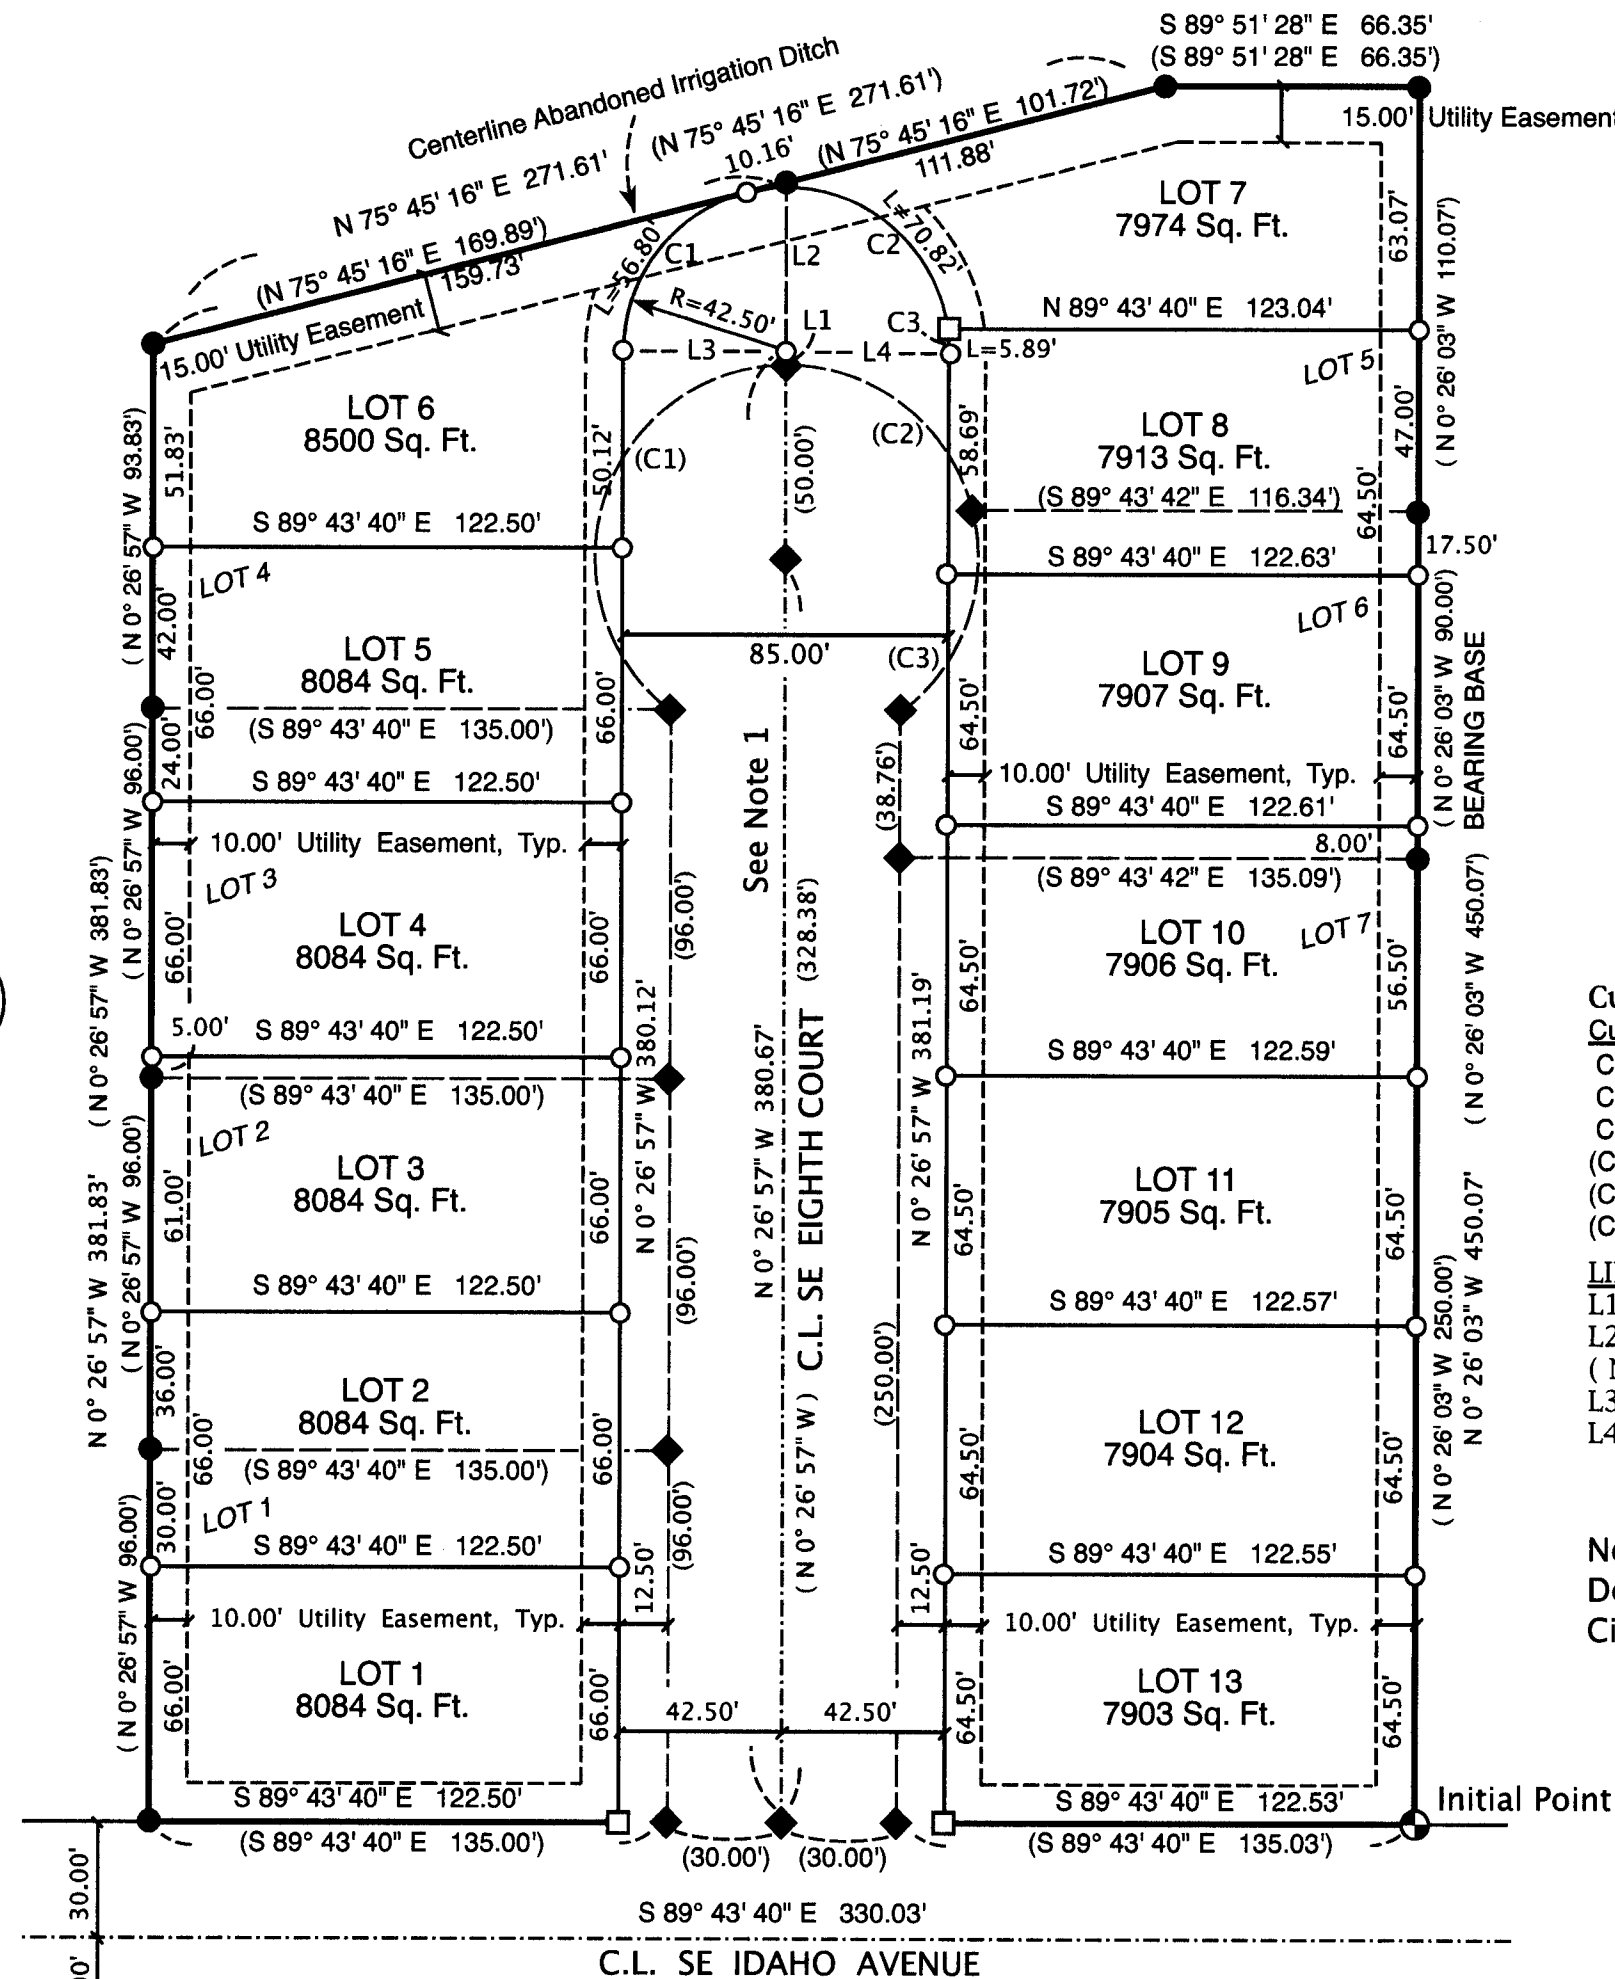 S 89° 51' 28" E 66.35'
(S 89° 51' 28" E 66.35')
15.00' Utility Easement
Centerline Abandoned Irrigation Ditch
(N 75° 45' 16" E 271.61')
N 75° 45' 16" E 271.61'
10.16'
(N 75° 45' 16" E 101.72')
111.88'
(N 75° 45' 16" E 169.89')
159.73'
15.00' Utility Easement
L=56.80'
C1
L2
C2
L=70.82'
R=42.50'
L1
C3
L3
L4
L=5.89'
LOT 7
7974 Sq. Ft.
63.07'
(N 0° 26' 03" W 110.07')
N 89° 43' 40" E 123.04'
LOT 5
LOT 6
8500 Sq. Ft.
51.83'
(N 0° 26' 57" W 93.83')
50.12'
(C1)
(C2)
(50.00')
58.69'
LOT 8
7913 Sq. Ft.
47.00'
(S 89° 43' 42" E 116.34')
64.50'
17.50'
S 89° 43' 40" E 122.50'
S 89° 43' 40" E 122.63'
LOT 4
42.00'
LOT 5
8084 Sq. Ft.
66.00'
66.00'
(S 89° 43' 40" E 135.00')
24.00'
(N 0° 26' 57" W 96.00')
S 89° 43' 40" E 122.50'
85.00'
(C3)
See Note 1
(38.76')
LOT 6
LOT 9
7907 Sq. Ft.
64.50'
64.50'
(N 0° 26' 03" W 90.00')
BEARING BASE
10.00' Utility Easement, Typ.
S 89° 43' 40" E 122.61'
8.00'
(S 89° 43' 42" E 135.09')
10.00' Utility Easement, Typ.
LOT 3
LOT 4
8084 Sq. Ft.
66.00'
66.00'
(96.00')
(328.38')
(N 0° 26' 57" W 381.83')
5.00'
S 89° 43' 40" E 122.50'
(S 89° 43' 40" E 135.00')
N 0° 26' 57" W 380.12'
N 0° 26' 57" W 380.67'
C.L. SE EIGHTH COURT
N 0° 26' 57" W 381.19'
LOT 10
7906 Sq. Ft.
LOT 7
64.50'
56.50'
(N 0° 26' 03" W 450.07')
S 89° 43' 40" E 122.59'
LOT 2
LOT 3
8084 Sq. Ft.
61.00'
66.00'
(N 0° 26' 57" W 96.00')
N 0° 26' 57" W 381.83'
(96.00')
S 89° 43' 40" E 122.50'
LOT 11
7905 Sq. Ft.
64.50'
64.50'
N 0° 26' 03" W 450.07'
S 89° 43' 40" E 122.57'
36.00'
LOT 2
8084 Sq. Ft.
66.00'
66.00'
(S 89° 43' 40" E 135.00')
(250.00')
(N 0° 26' 57" W)
LOT 12
7904 Sq. Ft.
64.50'
64.50'
(N 0° 26' 03" W 250.00')
LOT 1
30.00'
S 89° 43' 40" E 122.50'
(96.00')
12.50'
12.50'
S 89° 43' 40" E 122.55'
(N 0° 26' 57" W 96.00')
10.00' Utility Easement, Typ.
10.00' Utility Easement, Typ.
LOT 1
8084 Sq. Ft.
66.00'
66.00'
42.50'
42.50'
LOT 13
7903 Sq. Ft.
64.50'
64.50'
S 89° 43' 40" E 122.50'
(S 89° 43' 40" E 135.00')
S 89° 43' 40" E 122.53'
(S 89° 43' 40" E 135.03')
Initial Point
(30.00')
(30.00')
30.00'
S 89° 43' 40" E 330.03'
C.L. SE IDAHO AVENUE
L1
L2
L3
L4